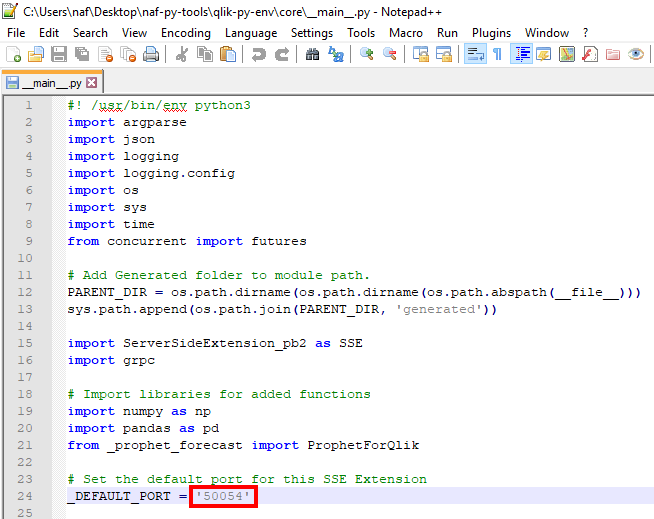 C:\Users\naf\Desktop\naf-py-tools\qlik-py-env\core\__main__.py - Notepad++
File Edit Search View Encoding Language Settings Tools Macro Run Plugins Window ?
__main__.py
1 #! /usr/bin/env python3
2 import argparse
3 import json
4 import logging
5 import logging.config
6 import os
7 import sys
8 import time
9 from concurrent import futures
10
11 # Add Generated folder to module path.
12 PARENT_DIR = os.path.dirname(os.path.dirname(os.path.abspath(__file__)))
13 sys.path.append(os.path.join(PARENT_DIR, 'generated'))
14
15 import ServerSideExtension_pb2 as SSE
16 import grpc
17
18 # Import libraries for added functions
19 import numpy as np
20 import pandas as pd
21 from _prophet_forecast import ProphetForQlik
22
23 # Set the default port for this SSE Extension
24 _DEFAULT_PORT = '50054'
25